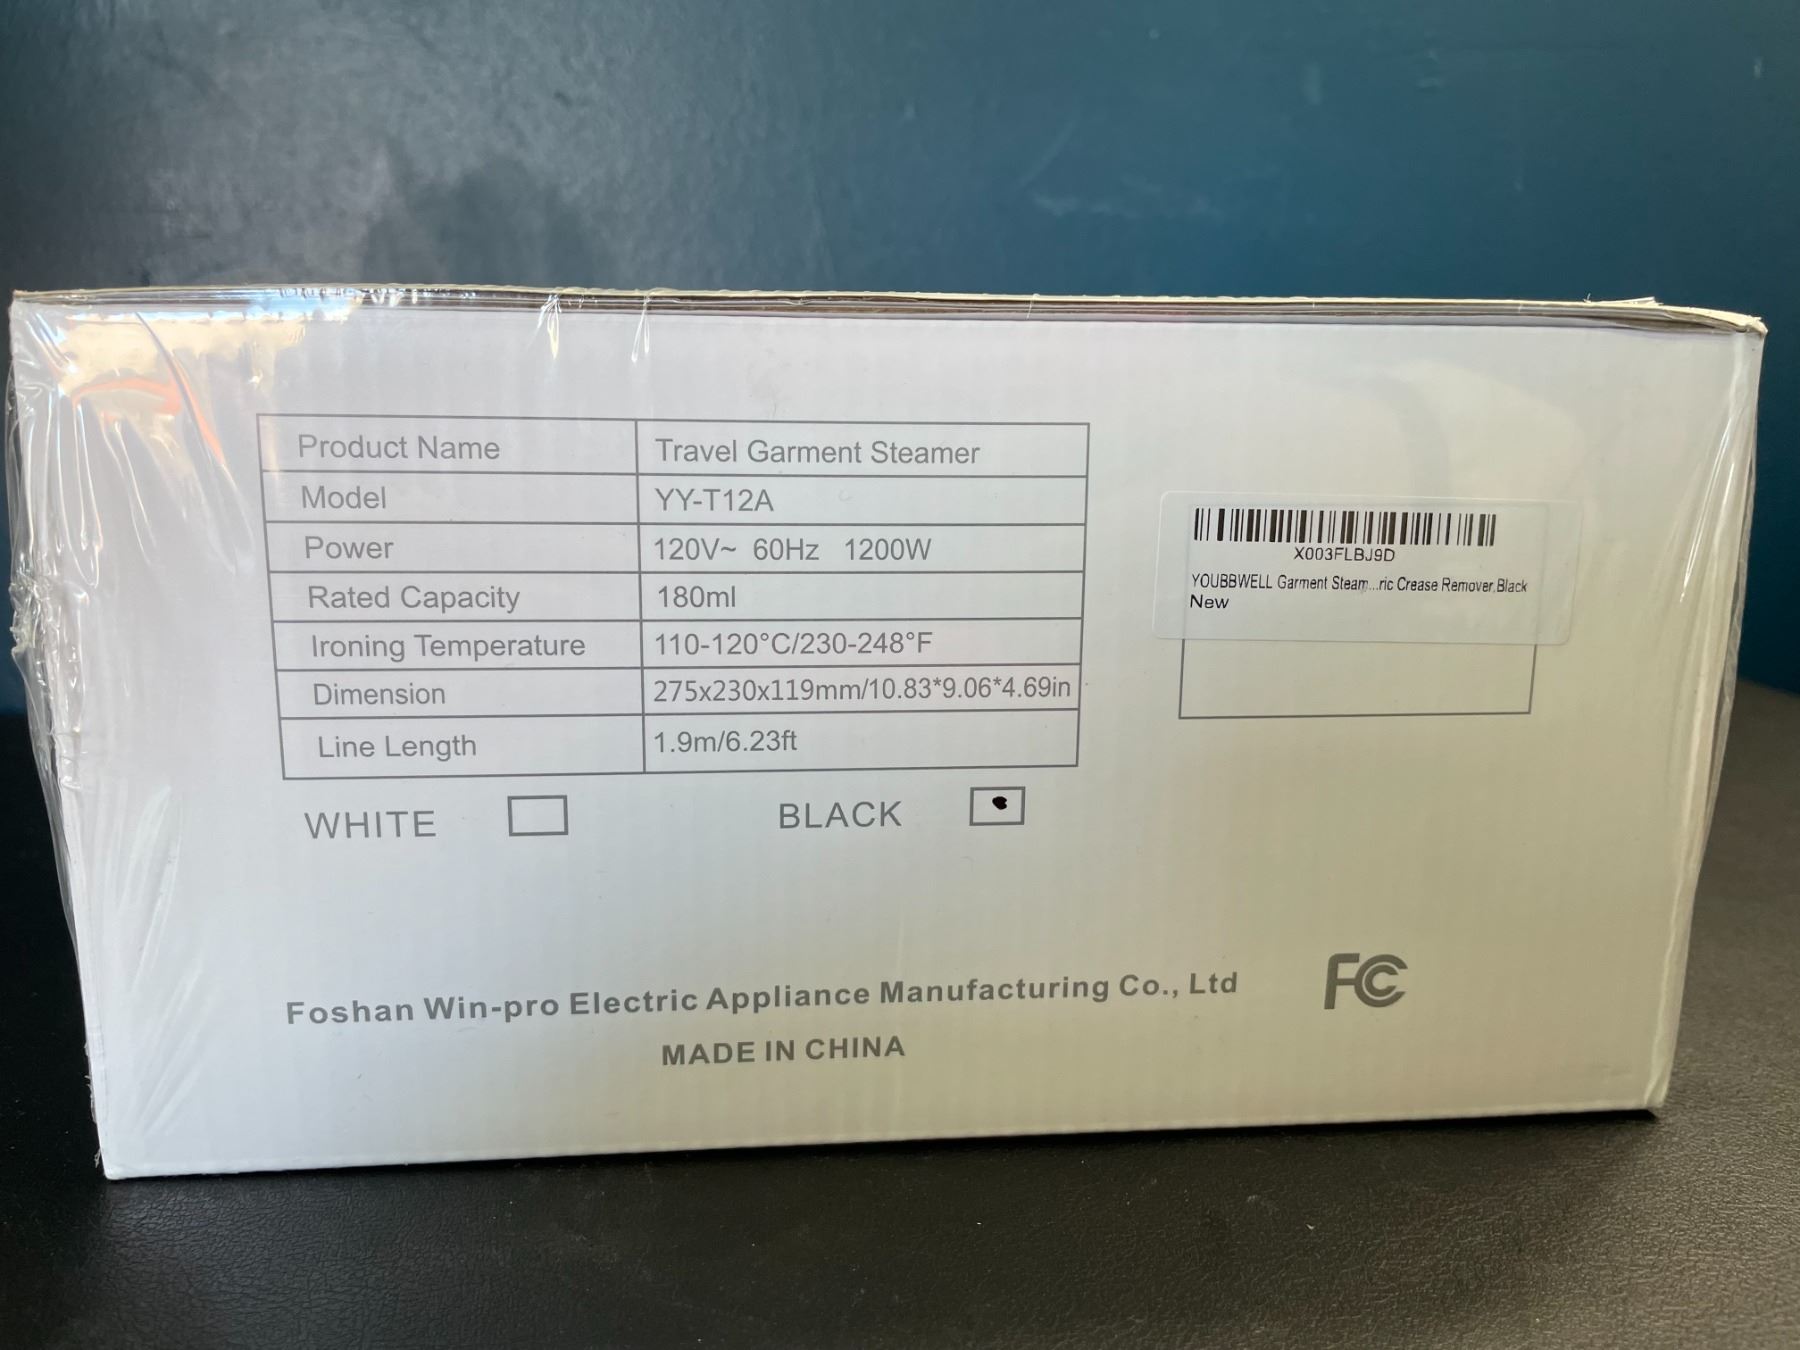 Product Name Travel Garment Steamer
Model YY-T12A
Power 120V~ 60Hz 1200W
Rated Capacity 180ml
Ironing Temperature 110-120°C/230-248°F
Dimension 275x230x119mm/10.83*9.06*4.69in
Line Length 1.9m/6.23ft
WHITE BLACK
X003FLBJ9D
YOUBBWELL Garment Steam...ric Crease Remover,Black
New
Foshan Win-pro Electric Appliance Manufacturing Co., Ltd
MADE IN CHINA
FC